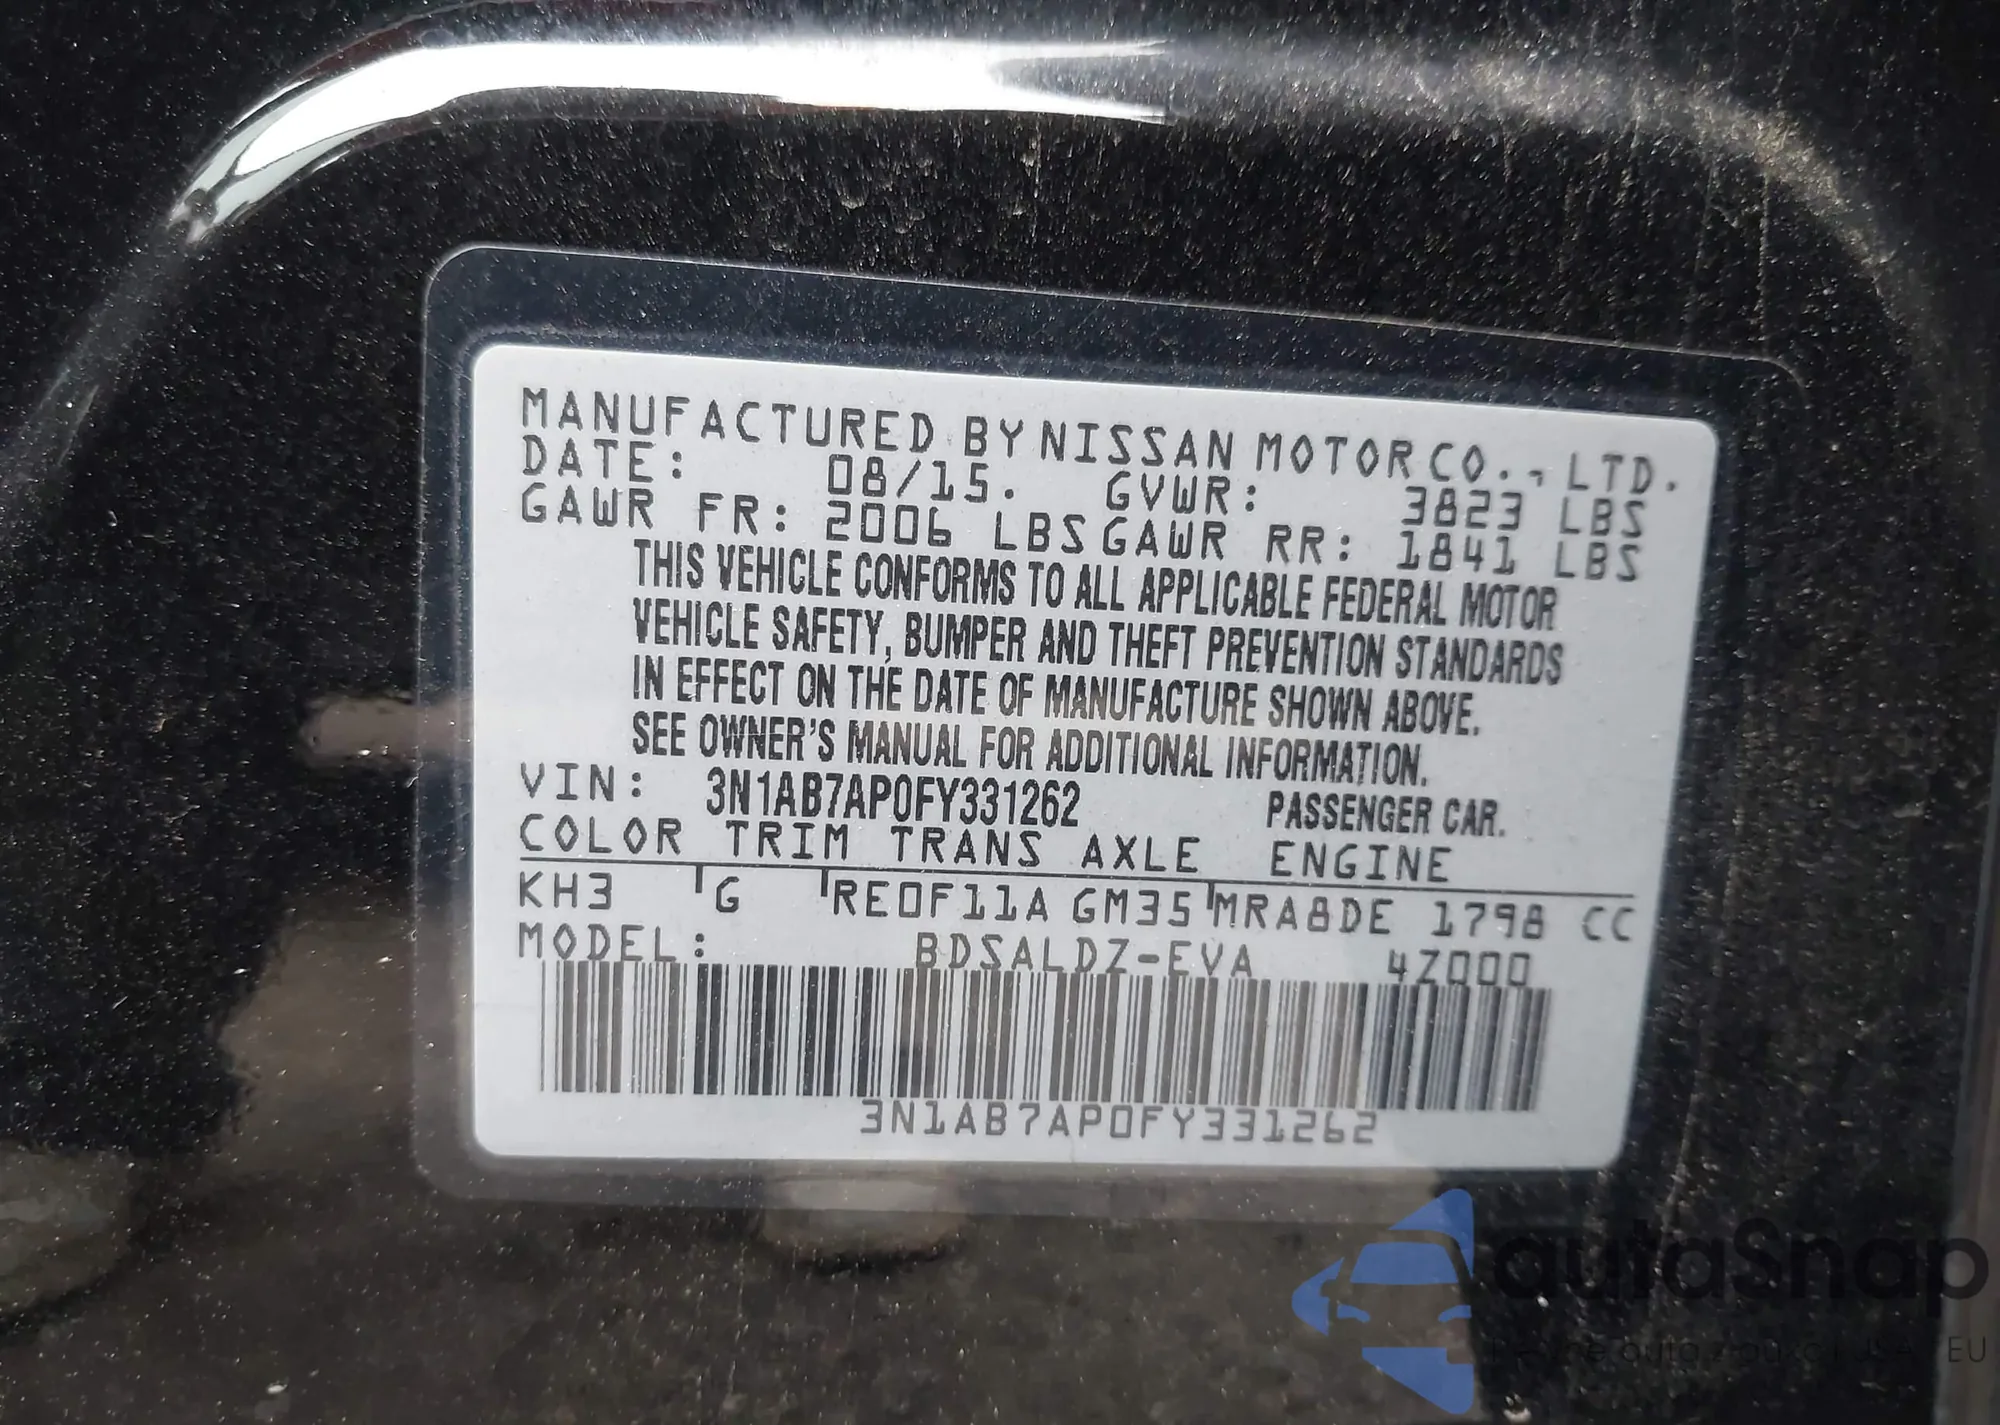 MANUFACTURED BY NISSAN MOTOR CO., LTD.
DATE: 08/15. GVWR: 3823 LBS
GAWR FR: 2006 LBS GAWR RR: 1841 LBS
THIS VEHICLE CONFORMS TO ALL APPLICABLE FEDERAL MOTOR
VEHICLE SAFETY, BUMPER AND THEFT PREVENTION STANDARDS
IN EFFECT ON THE DATE OF MANUFACTURE SHOWN ABOVE.
SEE OWNER'S MANUAL FOR ADDITIONAL INFORMATION.
VIN: 3N1AB7AP0FY331262 PASSENGER CAR.
COLOR TRIM TRANS AXLE ENGINE
KH3 G RE0F11A GM35 MRA8DE 1798 CC
MODEL: BDSALDZ-EVA 4Z000
3N1AB7AP0FY331262
autaSnap
EU